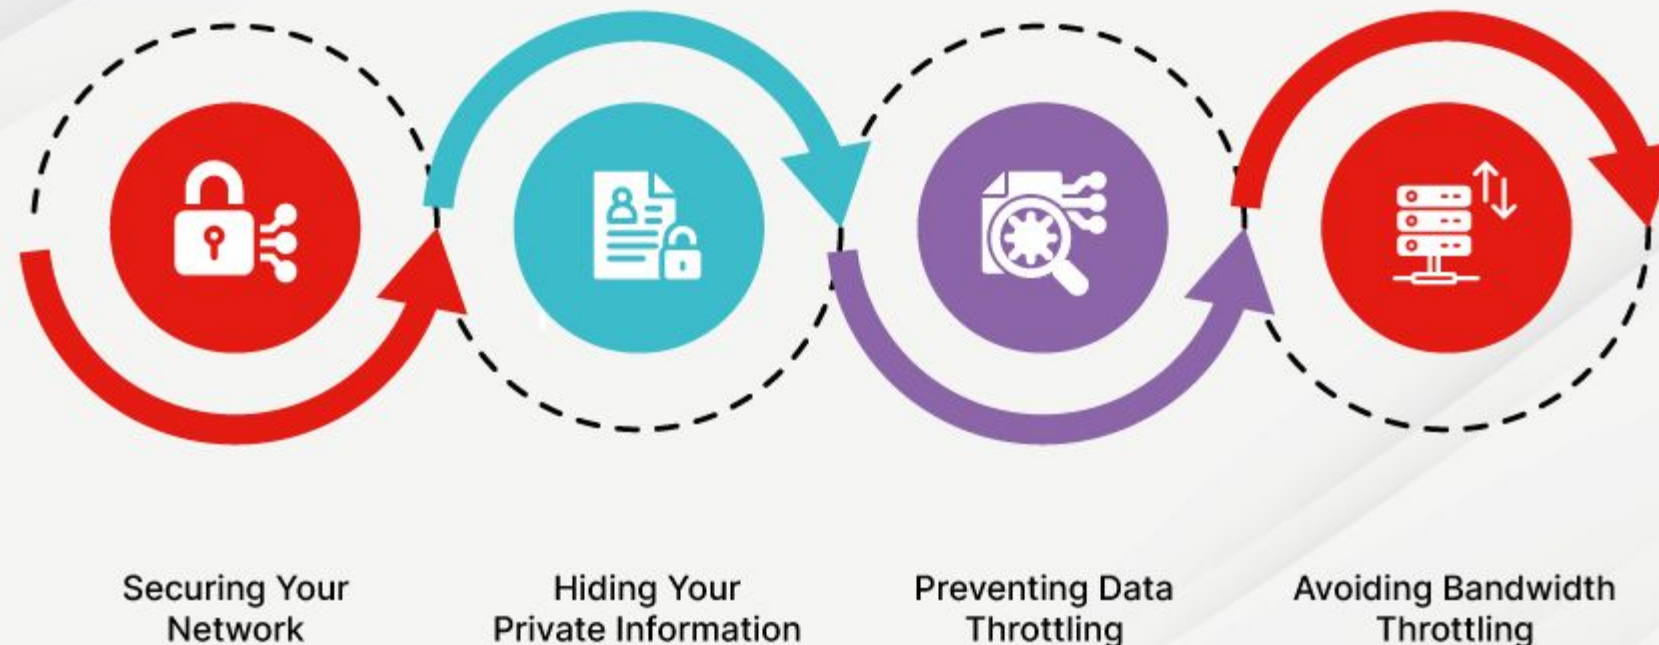 Securing Your
Network
Hiding Your
Private Information
Preventing Data
Throttling
Avoiding Bandwidth
Throttling